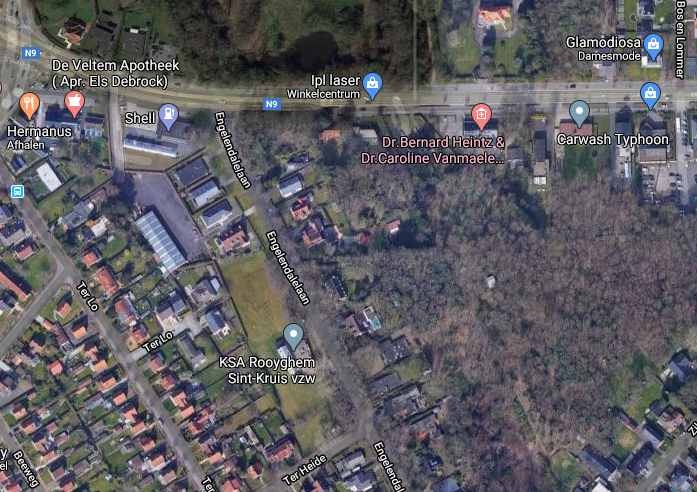 Bos en Lommer
N9
De Veltem Apotheek
( Apr. Els Debrock)
Glamodiosa
Damesmode
Ipl laser
Winkelcentrum
N9
Hermanus
Afhalen
Shell
Engelendalelaan
Dr.Bernard Heintz &
Dr.Caroline Vanmaele...
Carwash Typhoon
Engelendalelaan
Ter Lo
Ter Lo
KSA Rooyghem
Sint-Kruis vzw
Beeweg
Ter Heide
Engelendalelaan
Ter